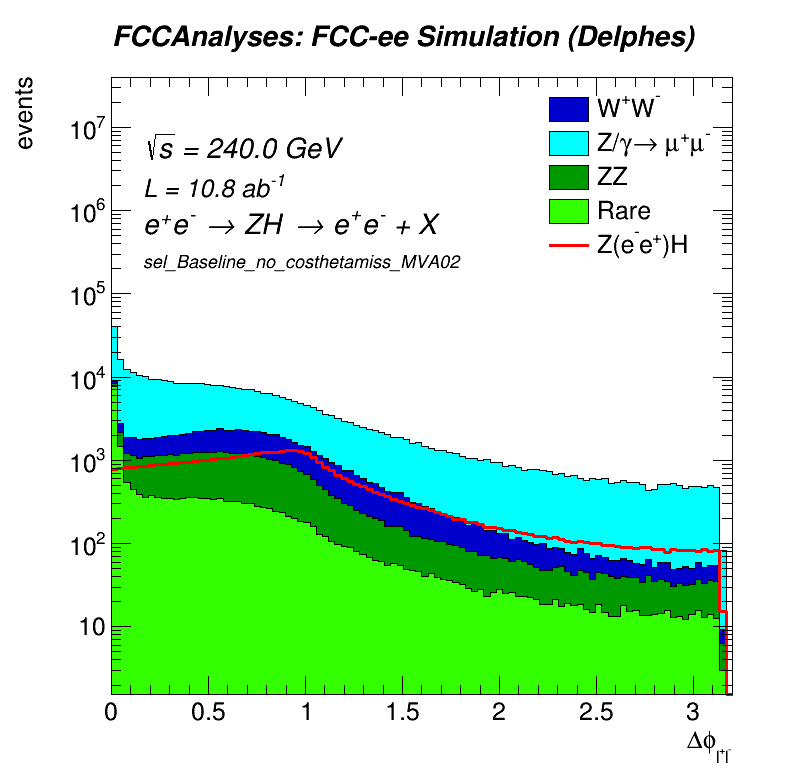 FCCAnalyses: FCC-ee Simulation (Delphes)
events
√s = 240.0 GeV
L = 10.8 ab⁻¹
e⁺e⁻ → ZH → e⁺e⁻ + X
sel_Baseline_no_costhetamiss_MVA02
W⁺W⁻
Z/γ→ μ⁺μ⁻
ZZ
Rare
Z(e⁻e⁺)H
10⁷
10⁶
10⁵
10⁴
10³
10²
10
0 0.5 1 1.5 2 2.5 3
Δϕ_l⁺l⁻